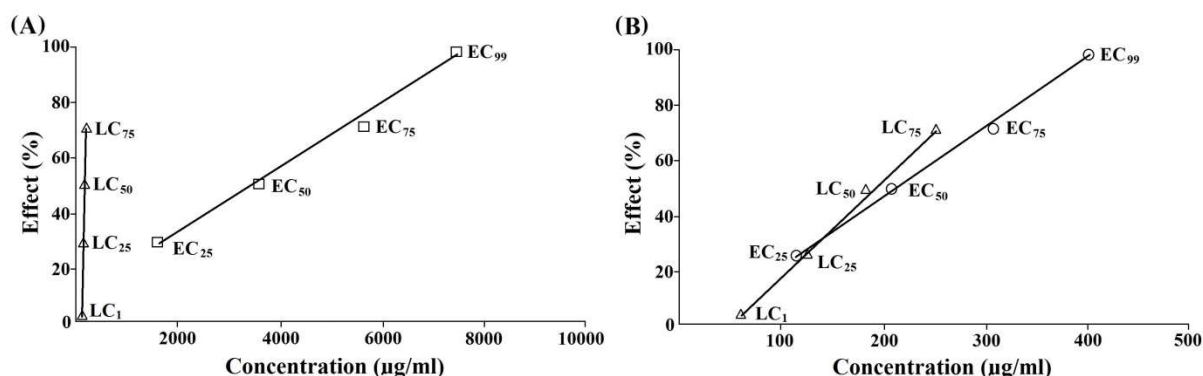 (A)
Effect (%)
100
80
60
40
20
0
LC₇₅
LC₅₀
LC₂₅
LC₁
EC₉₉
EC₇₅
EC₅₀
EC₂₅
2000 4000 6000 8000 10000
Concentration (µg/ml)
(B)
Effect (%)
100
80
60
40
20
0
EC₉₉
LC₇₅
EC₇₅
LC₅₀
EC₅₀
EC₂₅
LC₂₅
LC₁
100 200 300 400 500
Concentration (µg/ml)